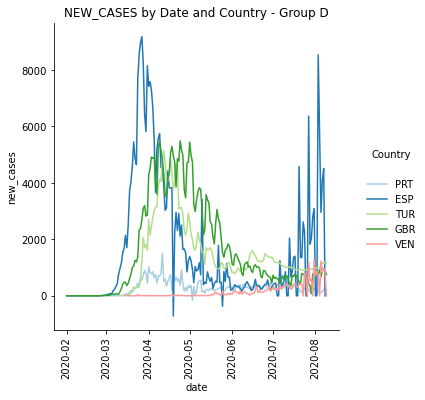 NEW_CASES by Date and Country - Group D
new_cases
8000
6000
4000
2000
0
2020-02
2020-03
2020-04
2020-05
2020-06
2020-07
2020-08
date
Country
PRT
ESP
TUR
GBR
VEN